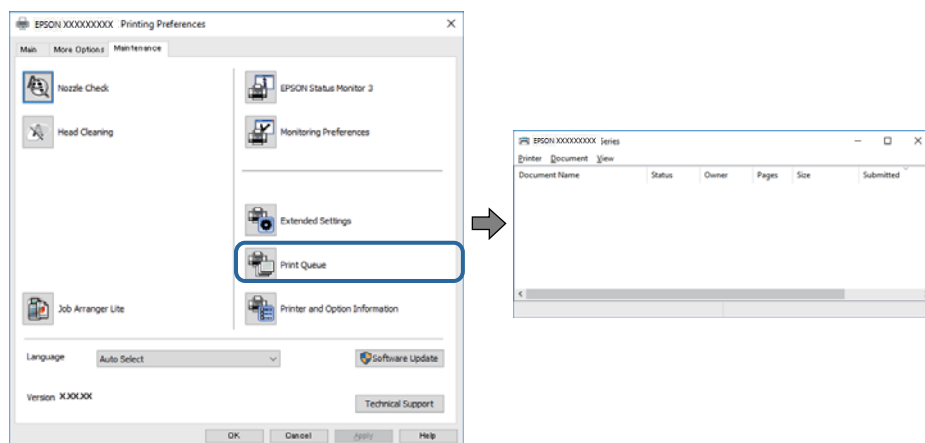 EPSON XXXXXXXXX Printing Preferences
Main More Options Maintenance
Nozzle Check
EPSON Status Monitor 3
Head Cleaning
Monitoring Preferences
Extended Settings
Print Queue
Job Arranger Lite
Printer and Option Information
Language Auto Select Software Update
Version X.XX.XX
Technical Support
OK Cancel Apply Help
EPSON XXXXXXXXX Series
Printer Document View
Document Name Status Owner Pages Size Submitted